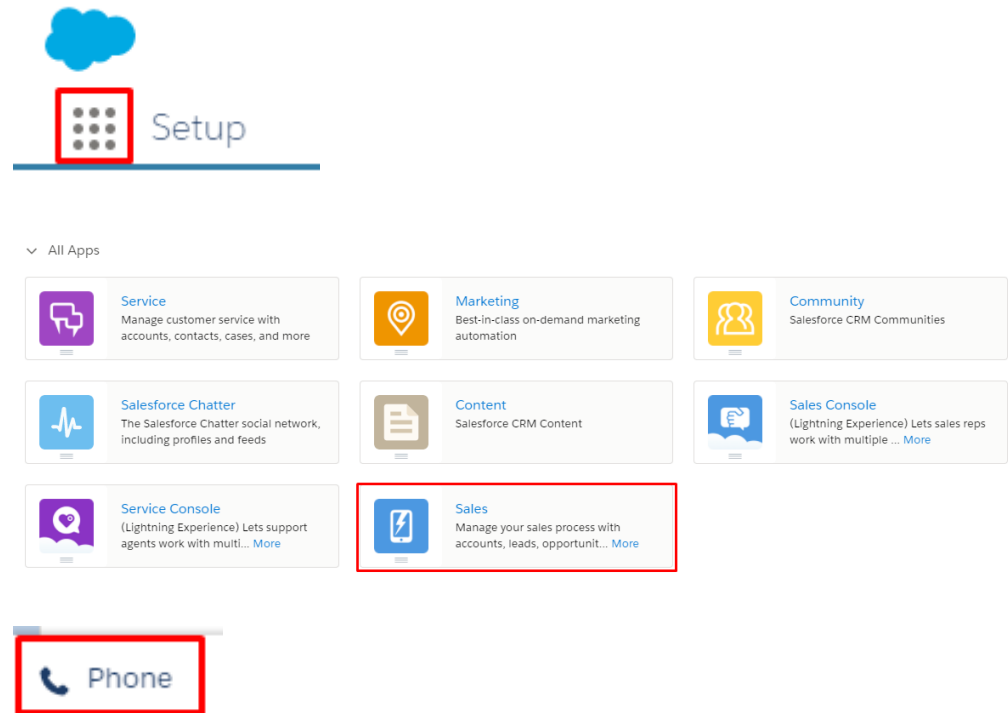 Setup
All Apps
Service
Manage customer service with
accounts, contacts, cases, and more
Marketing
Best-in-class on-demand marketing
automation
Community
Salesforce CRM Communities
Salesforce Chatter
The Salesforce Chatter social network,
including profiles and feeds
Content
Salesforce CRM Content
Sales Console
(Lightning Experience) Lets sales reps
work with multiple ... More
Service Console
(Lightning Experience) Lets support
agents work with multi... More
Sales
Manage your sales process with
accounts, leads, opportunit... More
Phone